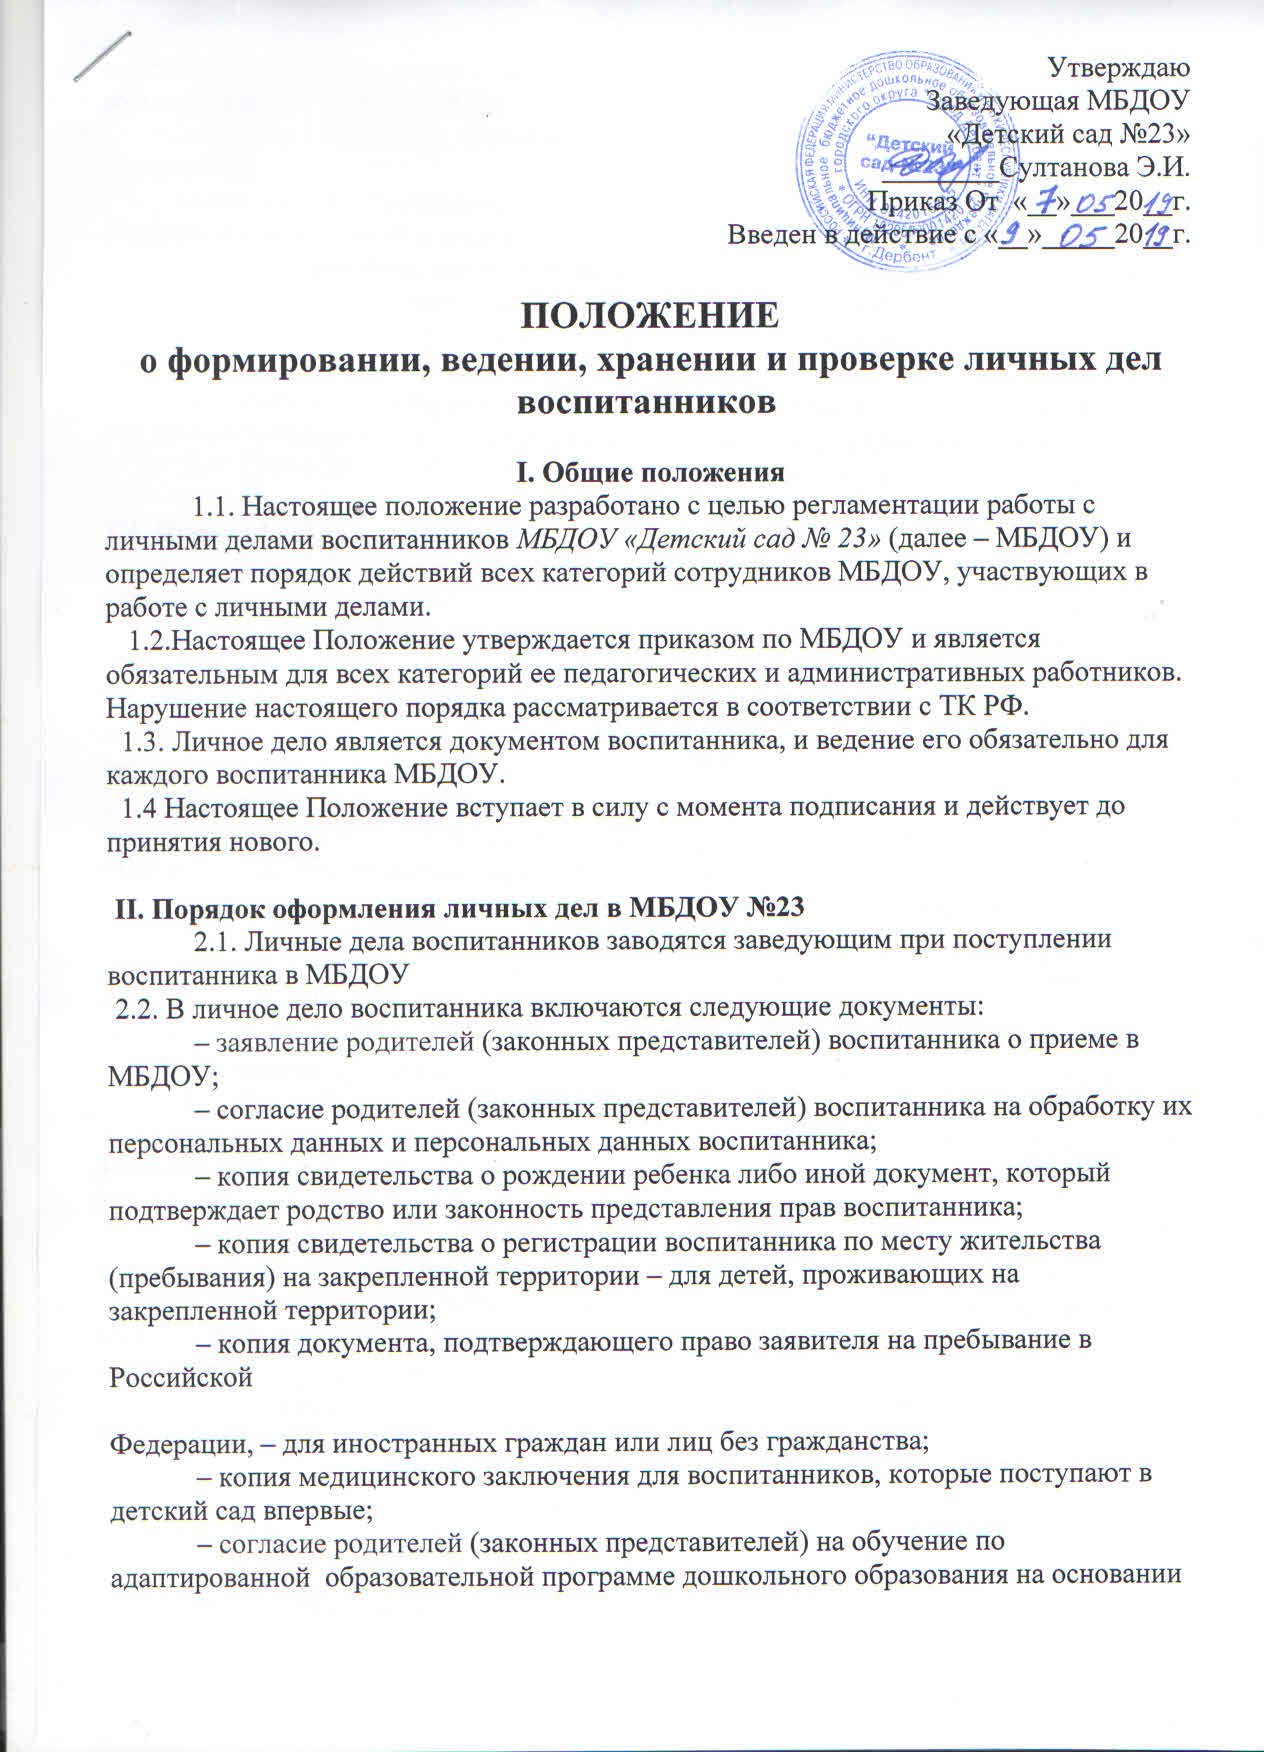 Утверждаю
Заведующая МБДОУ
«Детский сад №23»
Султанова Э.И.
Приказ От «7» 05 2019г.
Введен в действие с «9» 05 2019г.
"Детский
сад
г.Дербент
ПОЛОЖЕНИЕ
о формировании, ведении, хранении и проверке личных дел
воспитанников
I. Общие положения
1.1. Настоящее положение разработано с целью регламентации работы с
личными делами воспитанников МБДОУ «Детский сад № 23» (далее – МБДОУ) и
определяет порядок действий всех категорий сотрудников МБДОУ, участвующих в
работе с личными делами.
1.2.Настоящее Положение утверждается приказом по МБДОУ и является
обязательным для всех категорий ее педагогических и административных работников.
Нарушение настоящего порядка рассматривается в соответствии с ТК РФ.
1.3. Личное дело является документом воспитанника, и ведение его обязательно для
каждого воспитанника МБДОУ.
1.4 Настоящее Положение вступает в силу с момента подписания и действует до
принятия нового.
II. Порядок оформления личных дел в МБДОУ №23
2.1. Личные дела воспитанников заводятся заведующим при поступлении
воспитанника в МБДОУ
2.2. В личное дело воспитанника включаются следующие документы:
– заявление родителей (законных представителей) воспитанника о приеме в
МБДОУ;
– согласие родителей (законных представителей) воспитанника на обработку их
персональных данных и персональных данных воспитанника;
– копия свидетельства о рождении ребенка либо иной документ, который
подтверждает родство или законность представления прав воспитанника;
– копия свидетельства о регистрации воспитанника по месту жительства
(пребывания) на закрепленной территории – для детей, проживающих на
закрепленной территории;
– копия документа, подтверждающего право заявителя на пребывание в
Российской
Федерации, – для иностранных граждан или лиц без гражданства;
– копия медицинского заключения для воспитанников, которые поступают в
детский сад впервые;
– согласие родителей (законных представителей) на обучение по
адаптированной  образовательной программе дошкольного образования на основании